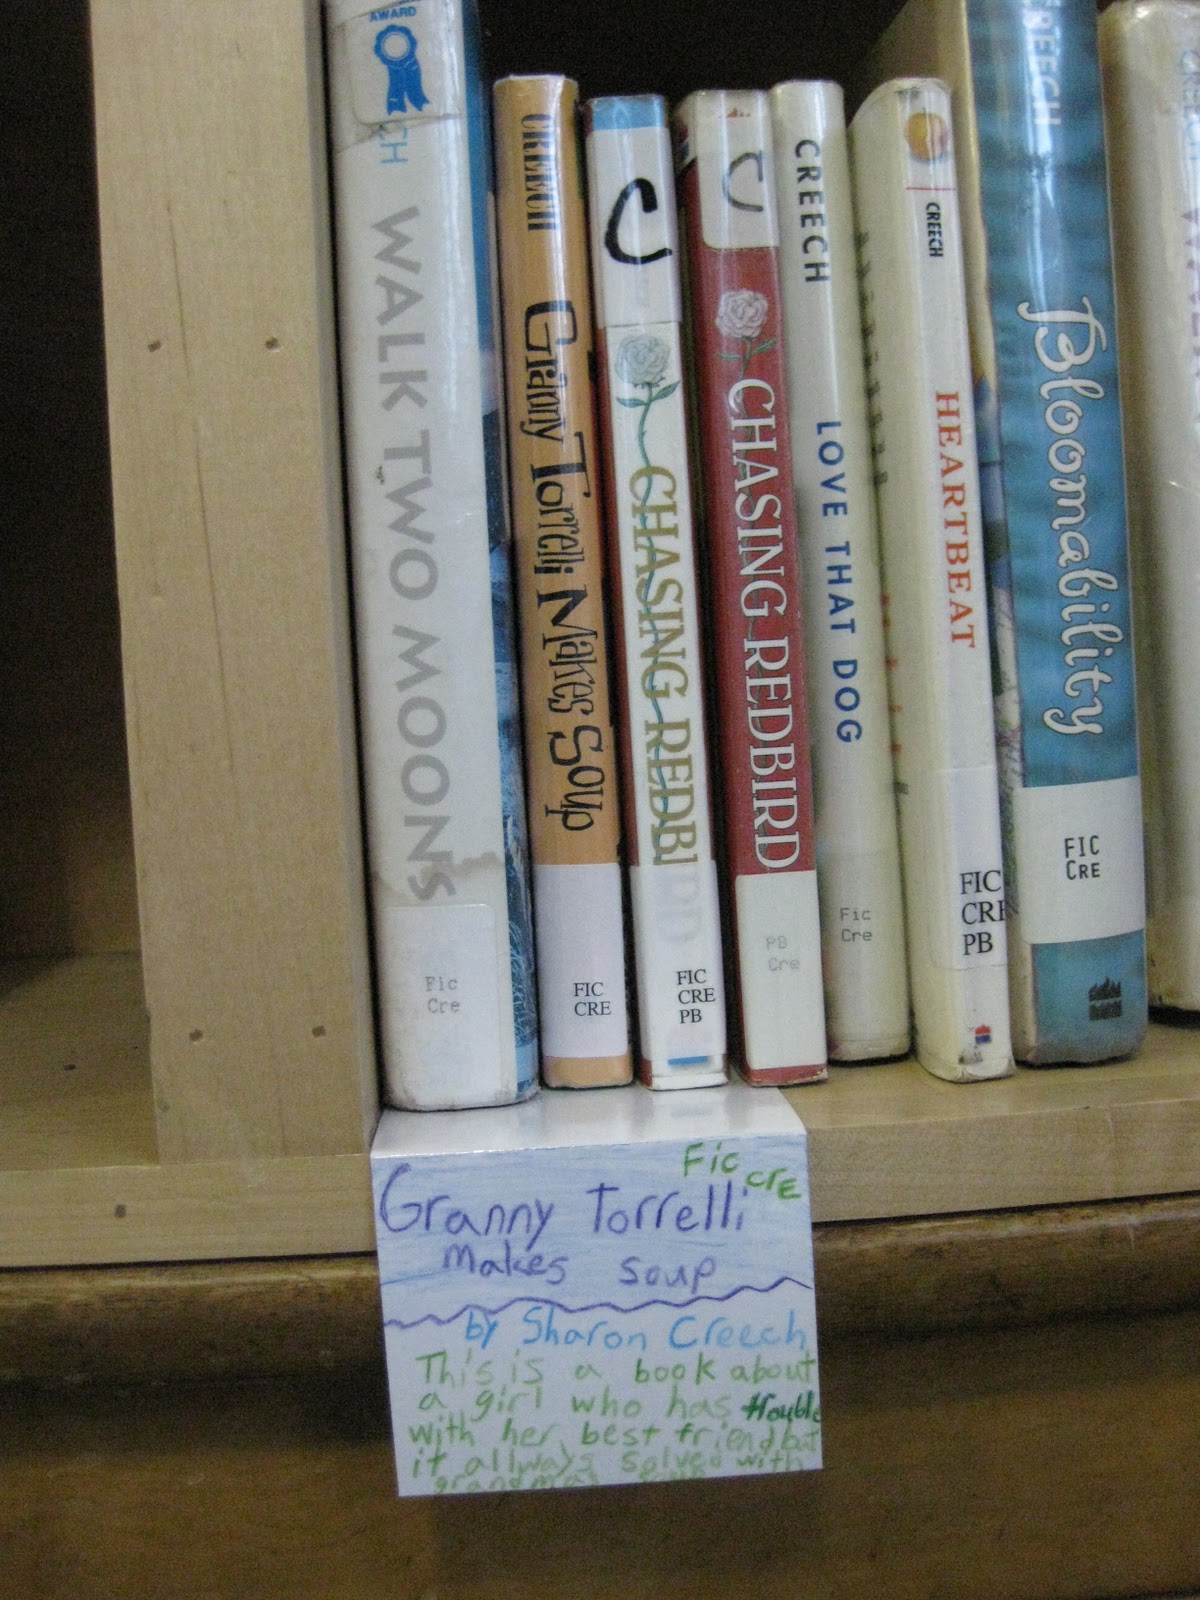 AWARD
CH WALK TWO MOONS
Fic
Cre
CREECH Granny Torrelli Makes Soup
FIC
CRE
C
CHASING REDBI
FIC
CRE
PB
C
CHASING REDBIRD
PB
Cre
CREECH LOVE THAT DOG
Fic
Cre
CREECH HEARTBEAT
FIC
CRE
PB
CREECH Bloomability
FIC
CRE
Fic
CrE
Granny Torrelli
Makes soup
by Sharon Creech
This is a book about
a girl who has trouble
with her best friend but
it allways solved with